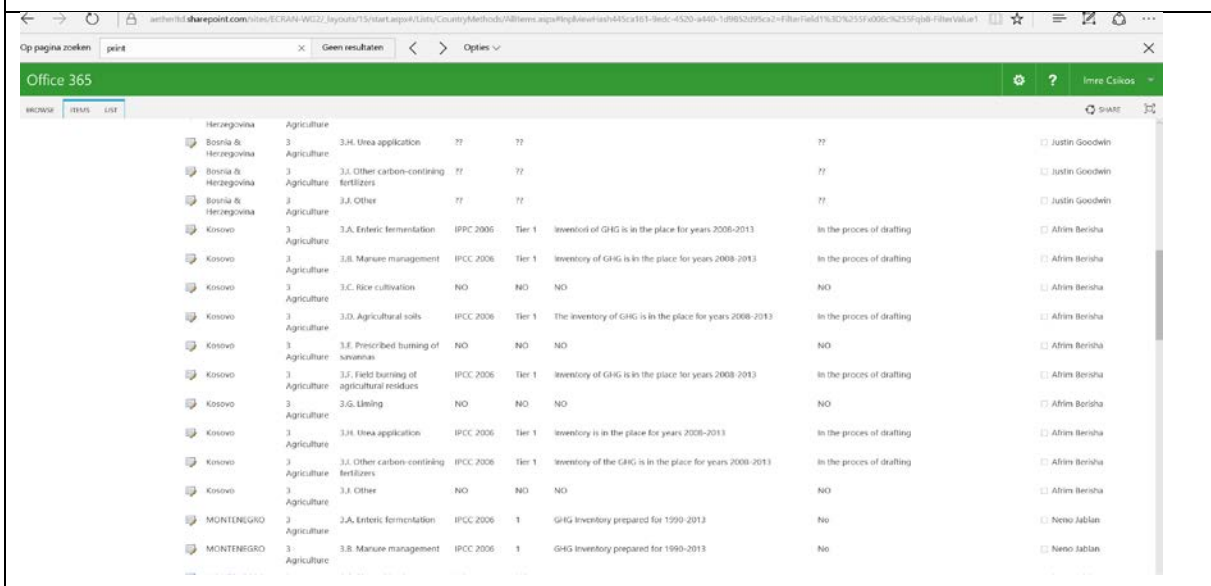 aetherltd.sharepoint.com/sites/ECRAN-WG2/_layouts/15/start.aspx#/Lists/CountryMethods/AllItems.aspx
Op pagina zoeken peint Geen resultaten Opties
Office 365 ? Imre Csikos
BROWSE ITEMS LIST SHARE
Herzegovina Agriculture
Bosnia & 3 3.H. Urea application ?? ?? ?? Justin Goodwin
Herzegovina Agriculture
Bosnia & 3 3.I. Other carbon-contining ?? ?? ?? Justin Goodwin
Herzegovina Agriculture fertilizers
Bosnia & 3 3.J. Other ?? ?? ?? Justin Goodwin
Herzegovina Agriculture
Kosovo 3 3.A. Enteric fermentation IPPC 2006 Tier 1 Inventori of GHG is in the place for years 2008-2013 In the proces of drafting Afrim Berisha
Agriculture
Kosovo 3 3.B. Manure management IPCC 2006 Tier 1 Inventory of GHG is in the place for years 2008-2013 In the proces of drafting Afrim Berisha
Agriculture
Kosovo 3 3.C. Rice cultivation NO NO NO NO Afrim Berisha
Agriculture
Kosovo 3 3.D. Agricultural soils IPCC 2006 Tier 1 The inventory of GHG is in the place for years 2008-2013 In the proces of drafting Afrim Berisha
Agriculture
Kosovo 3 3.E. Prescribed burning of NO NO NO NO Afrim Berisha
Agriculture savannas
Kosovo 3 3.F. Field burning of IPCC 2006 Tier 1 Inventory of GHG is in the place for years 2008-2013 In the proces of drafting Afrim Berisha
Agriculture agricultural residues
Kosovo 3 3.G. Liming NO NO NO NO Afrim Berisha
Agriculture
Kosovo 3 3.H. Urea application IPCC 2006 Tier 1 Inventory is in the place for years 2008-2013 In the proces of drafting Afrim Berisha
Agriculture
Kosovo 3 3.I. Other carbon-contining IPCC 2006 Tier 1 Inventory of the GHG is in the place for years 2008-2013 In the proces of drafting Afrim Berisha
Agriculture fertilizers
Kosovo 3 3.J. Other NO NO NO NO Afrim Berisha
Agriculture
MONTENEGRO 3 3.A. Enteric fermentation IPCC 2006 1 GHG Inventory prepared for 1990-2013 No Neno Jablan
Agriculture
MONTENEGRO 3 3.B. Manure management IPCC 2006 1 GHG Inventory prepared for 1990-2013 No Neno Jablan
Agriculture